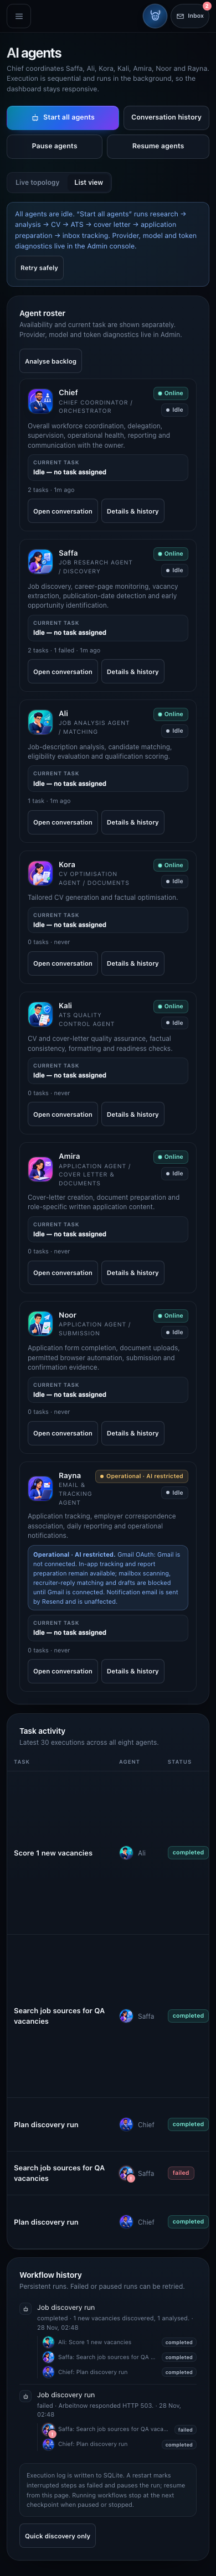 2
Inbox
AI agents
Chief coordinates Saffa, Ali, Kora, Kali, Amira, Noor and Rayna.
Execution is sequential and runs in the background, so the
dashboard stays responsive.
Start all agents
Conversation history
Pause agents
Resume agents
Live topology
List view
All agents are idle. "Start all agents" runs research →
analysis → CV → ATS → cover letter → application
preparation → inbox tracking. Provider, model and token
diagnostics live in the Admin console.
Retry safely
Agent roster
Availability and current task are shown separately.
Provider, model and token diagnostics live in Admin.
Analyse backlog
Chief
CHIEF COORDINATOR /
ORCHESTRATOR
Online
Idle
Overall workforce coordination, delegation,
supervision, operational health, reporting and
communication with the owner.
CURRENT TASK
Idle — no task assigned
2 tasks · 1m ago
Open conversation
Details & history
Saffa
JOB RESEARCH AGENT
/ DISCOVERY
Online
Idle
Job discovery, career-page monitoring, vacancy
extraction, publication-date detection and early
opportunity identification.
CURRENT TASK
Idle — no task assigned
2 tasks · 1 failed · 1m ago
Open conversation
Details & history
Ali
JOB ANALYSIS AGENT
/ MATCHING
Online
Idle
Job-description analysis, candidate matching,
eligibility evaluation and qualification scoring.
CURRENT TASK
Idle — no task assigned
1 task · 1m ago
Open conversation
Details & history
Kora
CV OPTIMISATION
AGENT / DOCUMENTS
Online
Idle
Tailored CV generation and factual optimisation.
CURRENT TASK
Idle — no task assigned
0 tasks · never
Open conversation
Details & history
Kali
ATS QUALITY
CONTROL AGENT
Online
Idle
CV and cover-letter quality assurance, factual
consistency, formatting and readiness checks.
CURRENT TASK
Idle — no task assigned
0 tasks · never
Open conversation
Details & history
Amira
APPLICATION AGENT /
COVER LETTER &
DOCUMENTS
Online
Idle
Cover-letter creation, document preparation and
role-specific written application content.
CURRENT TASK
Idle — no task assigned
0 tasks · never
Open conversation
Details & history
Noor
APPLICATION AGENT /
SUBMISSION
Online
Idle
Application form completion, document uploads,
permitted browser automation, submission and
confirmation evidence.
CURRENT TASK
Idle — no task assigned
0 tasks · never
Open conversation
Details & history
Rayna
EMAIL &
TRACKING
AGENT
Operational · AI restricted
Idle
Application tracking, employer correspondence
association, daily reporting and operational
notifications.
Operational · AI restricted. Gmail OAuth: Gmail is
not connected. In-app tracking and report
preparation remain available; mailbox scanning,
recruiter-reply matching and drafts are blocked
until Gmail is connected. Notification email is sent
by Resend and is unaffected.
CURRENT TASK
Idle — no task assigned
0 tasks · never
Open conversation
Details & history
Task activity
Latest 30 executions across all eight agents.
TASK
AGENT
STATUS
Score 1 new vacancies
Ali
completed
Search job sources for QA
vacancies
Saffa
completed
Plan discovery run
Chief
completed
Search job sources for QA
vacancies
Saffa
failed
Plan discovery run
Chief
completed
Workflow history
Persistent runs. Failed or paused runs can be retried.
Job discovery run
completed · 1 new vacancies discovered, 1 analysed. ·
28 Nov, 02:48
Ali: Score 1 new vacancies
completed
Saffa: Search job sources for QA ...
completed
Chief: Plan discovery run
completed
Job discovery run
failed · Arbeitnow responded HTTP 503. · 28 Nov,
02:48
Saffa: Search job sources for QA vaca...
failed
Chief: Plan discovery run
completed
Execution log is written to SQLite. A restart marks
interrupted steps as failed and pauses the run; resume
from this page. Running workflows stop at the next
checkpoint when paused or stopped.
Quick discovery only